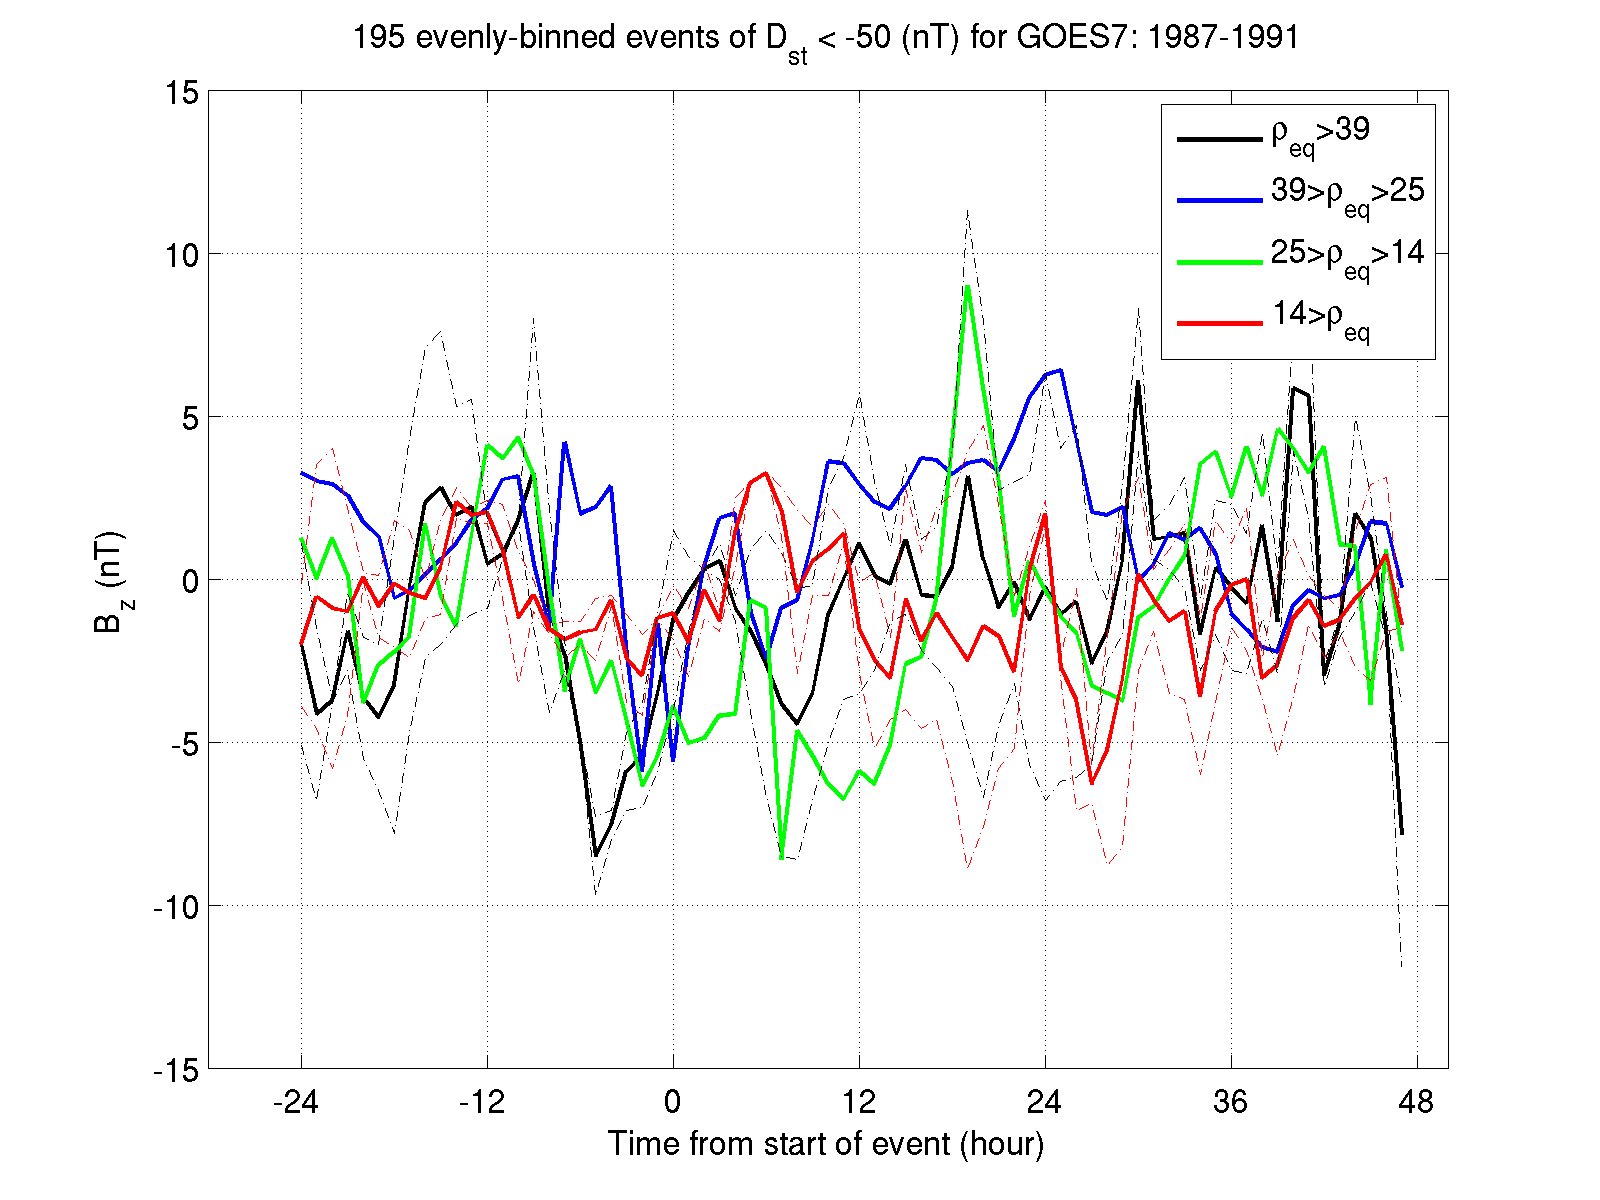 195 evenly-binned events of D_st < -50 (nT) for GOES7: 1987-1991
15
10
5
0
-5
-10
-15
B_z (nT)
ρ_eq>39
39>ρ_eq>25
25>ρ_eq>14
14>ρ_eq
-24 -12 0 12 24 36 48
Time from start of event (hour)